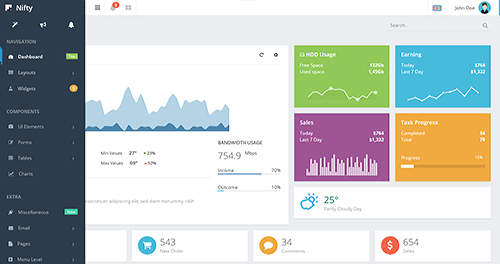 Nifty
John Doe
NAVIGATION
Dashboard
Layouts
Widgets
COMPONENTS
UI Elements
Forms
Tables
Charts
EXTRA
Miscellaneous
Email
Pages
Menu Level
Search..
Min Values 27° 23%
Max Values 69° 57%
consectetuer adipiscing elit, sed diam nonummy nibh
BANDWIDTH USAGE
754.9 Mbps
Income 70%
Outcome 10%
HDD Usage
Free Space 132Gb
Used space 1,45Gb
Earning
Today $764
Last 7 Day $1,332
Sales
Today $764
Last 7 Day $1,332
Task Progress
Completed 34
Total 79
Progress
25°
Partly Cloudy Day
543
New Order
34
Comments
654
Sales